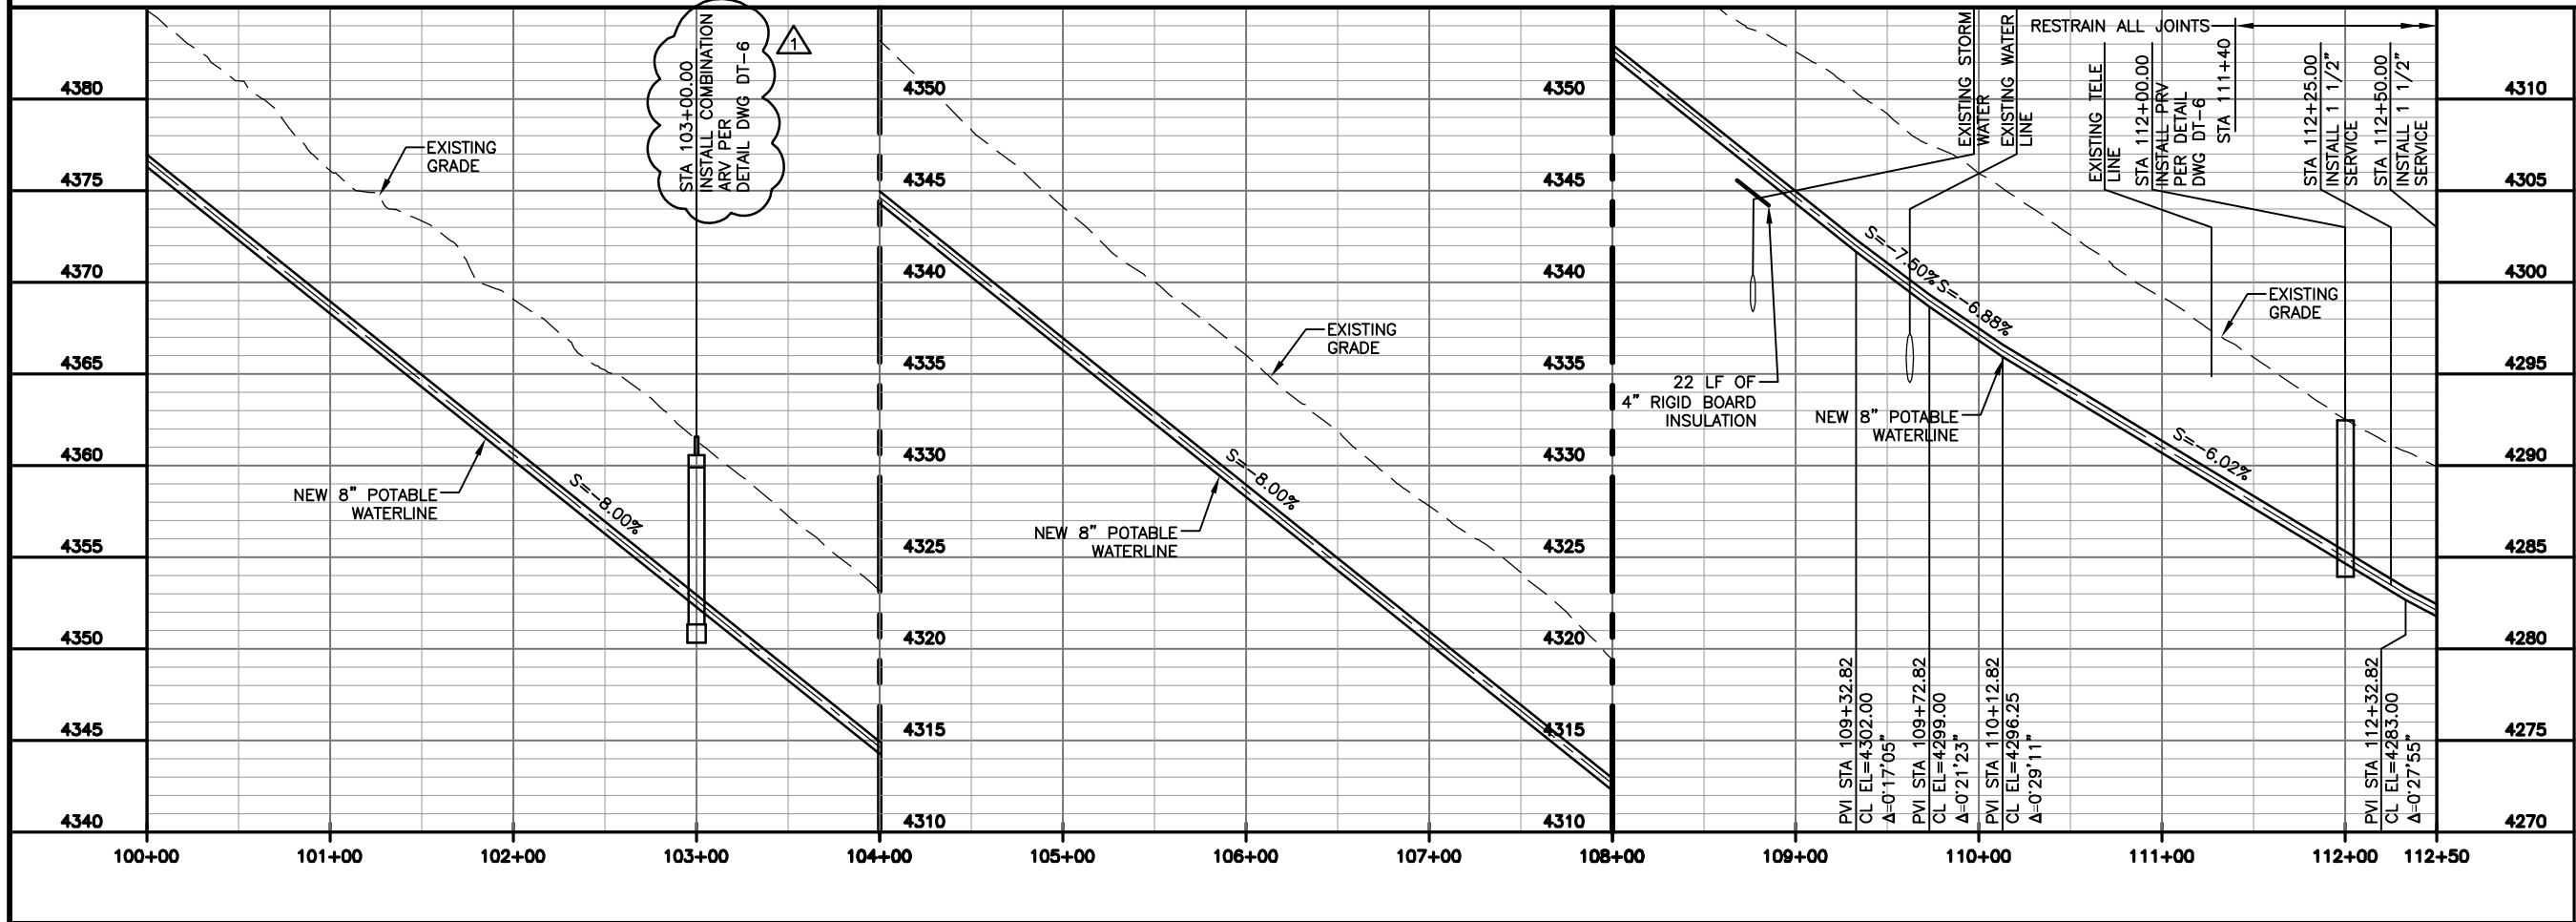 STA 103+00.00
INSTALL COMBINATION
ARV PER
DETAIL DWG DT-6
1
EXISTING STORM
WATER
EXISTING WATER
LINE
RESTRAIN ALL JOINTS
EXISTING TELE
LINE
STA 112+00.00
INSTALL PRV
PER DETAIL
DWG DT-6
STA 111+40
STA 112+25.00
INSTALL 1 1/2"
SERVICE
STA 112+50.00
INSTALL 1 1/2"
SERVICE
4380
4375
4370
4365
4360
4355
4350
4345
4340
EXISTING
GRADE
NEW 8" POTABLE
WATERLINE
S=-8.00%
4350
4345
4340
4335
4330
4325
4320
4315
4310
EXISTING
GRADE
NEW 8" POTABLE
WATERLINE
S=-8.00%
4350
4345
4340
4335
4330
4325
4320
4315
4310
22 LF OF
4" RIGID BOARD
INSULATION
S=-7.50%
S=-6.88%
NEW 8" POTABLE
WATERLINE
EXISTING
GRADE
S=-6.02%
PVI STA 109+32.82
CL EL=4302.00
Δ=0°17'05"
PVI STA 109+72.82
CL EL=4299.00
Δ=0°21'23"
PVI STA 110+12.82
CL EL=4296.25
Δ=0°29'11"
PVI STA 112+32.82
CL EL=4283.00
Δ=0°27'55"
4310
4305
4300
4295
4290
4285
4280
4275
4270
100+00 101+00 102+00 103+00 104+00 105+00 106+00 107+00 108+00 109+00 110+00 111+00 112+00 112+50